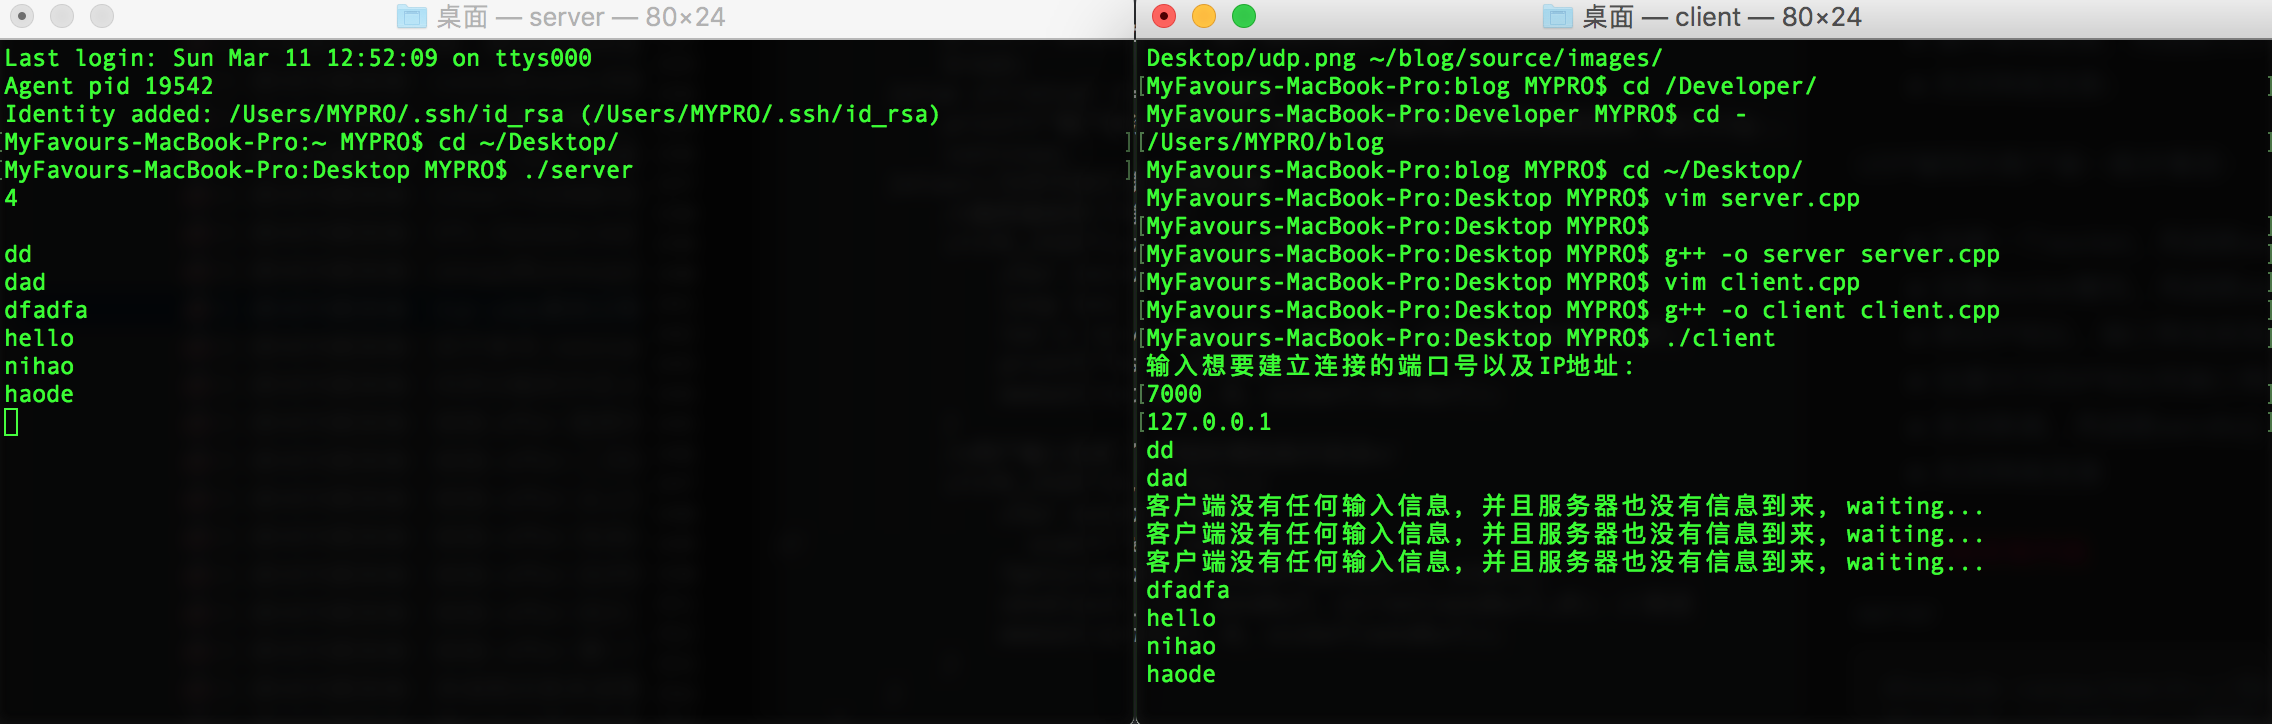 桌面 — server — 80×24
Last login: Sun Mar 11 12:52:09 on ttys000
Agent pid 19542
Identity added: /Users/MYPRO/.ssh/id_rsa (/Users/MYPRO/.ssh/id_rsa)
[MyFavours-MacBook-Pro:~ MYPRO$ cd ~/Desktop/ ]
[MyFavours-MacBook-Pro:Desktop MYPRO$ ./server ]
4
dd
dad
dfadfa
hello
nihao
haode
桌面 — client — 80×24
Desktop/udp.png ~/blog/source/images/
[MyFavours-MacBook-Pro:blog MYPRO$ cd /Developer/ ]
MyFavours-MacBook-Pro:Developer MYPRO$ cd -
[/Users/MYPRO/blog ]
MyFavours-MacBook-Pro:blog MYPRO$ cd ~/Desktop/
MyFavours-MacBook-Pro:Desktop MYPRO$ vim server.cpp
[MyFavours-MacBook-Pro:Desktop MYPRO$ ]
[MyFavours-MacBook-Pro:Desktop MYPRO$ g++ -o server server.cpp ]
[MyFavours-MacBook-Pro:Desktop MYPRO$ vim client.cpp ]
[MyFavours-MacBook-Pro:Desktop MYPRO$ g++ -o client client.cpp ]
[MyFavours-MacBook-Pro:Desktop MYPRO$ ./client ]
输入想要建立连接的端口号以及IP地址:
[7000 ]
[127.0.0.1 ]
dd
dad
客户端没有任何输入信息, 并且服务器也没有信息到来, waiting...
客户端没有任何输入信息, 并且服务器也没有信息到来, waiting...
客户端没有任何输入信息, 并且服务器也没有信息到来, waiting...
dfadfa
hello
nihao
haode